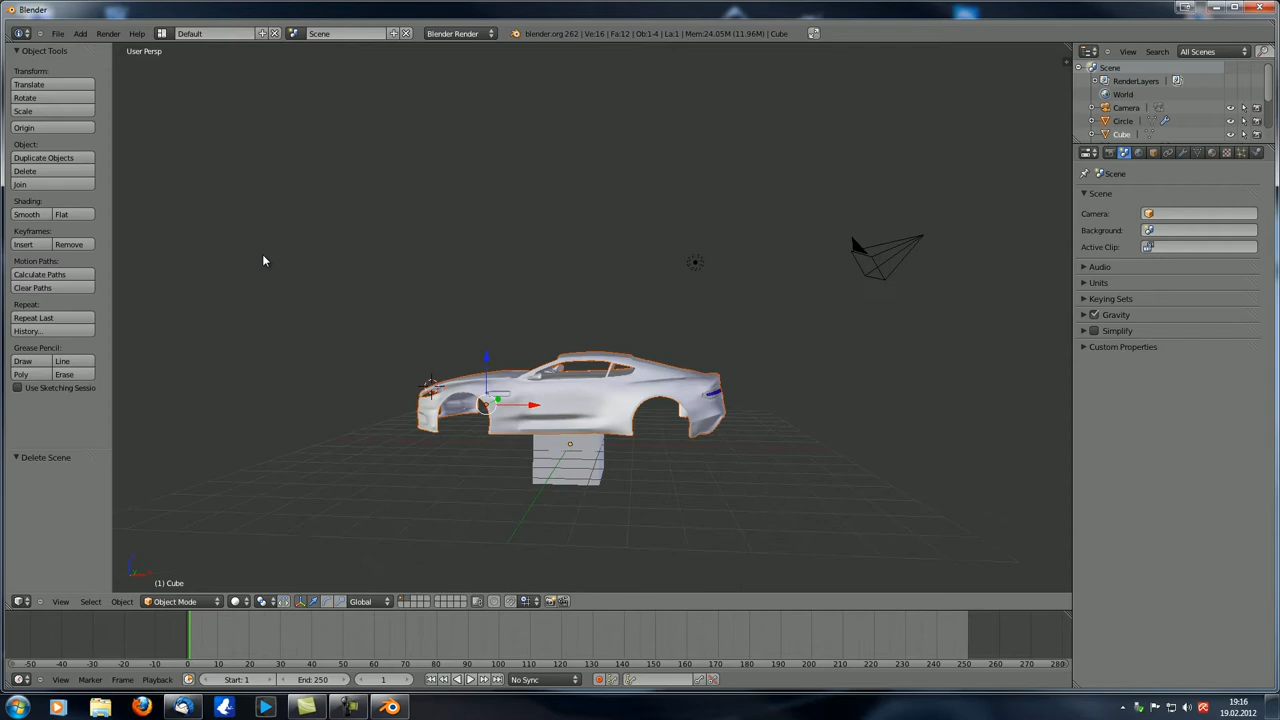 Blender
File Add Render Help Default Scene Blender Render blender.org 262 | Ve:16 | Fa:12 | Ob:1-4 | La:1 | Mem:24.05M (11.96M) | Cube
Object Tools
User Persp
View Search All Scenes
Transform:
Translate
Rotate
Scale
Origin
Object:
Duplicate Objects
Delete
Join
Shading:
Smooth Flat
Keyframes:
Insert Remove
Motion Paths:
Calculate Paths
Clear Paths
Repeat:
Repeat Last
History...
Grease Pencil:
Draw Line
Poly Erase
Use Sketching Sessio
Delete Scene
Scene
RenderLayers |
World
Camera
Circle
Cube
Scene
Scene
Camera:
Background:
Active Clip:
Audio
Units
Keying Sets
Gravity
Simplify
Custom Properties
(1) Cube
View Select Object Object Mode Global
-50 -40 -30 -20 -10 0 10 20 30 40 50 60 70 80 90 100 110 120 130 140 150 160 170 180 190 200 210 220 230 240 250 260 270 280
View Marker Frame Playback Start: 1 End: 250 1 No Sync
19:16
19.02.2012